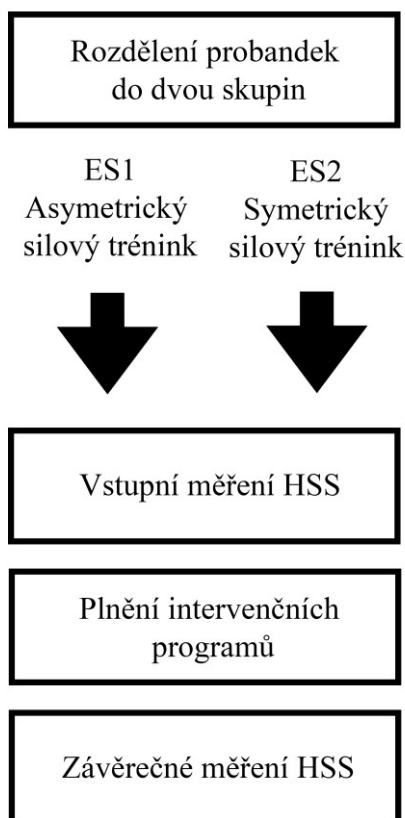 Rozdělení probandek
do dvou skupin
ES1
Asymetrický
silový trénink
ES2
Symetrický
silový trénink
Vstupní měření HSS
Plnění intervenčních
programů
Závěrečné měření HSS